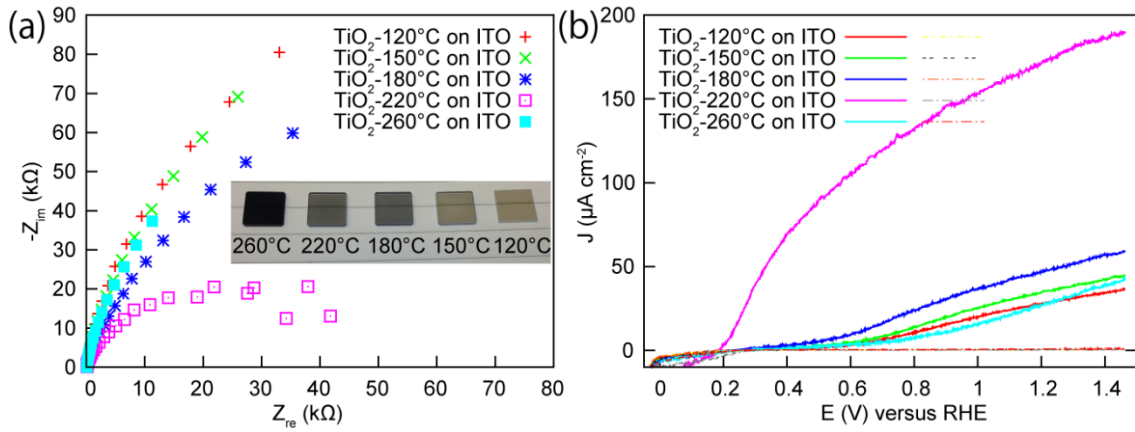 (a)
90
80
70
60
50
40
30
20
10
0
-Z_im (kΩ)
TiO₂-120°C on ITO
TiO₂-150°C on ITO
TiO₂-180°C on ITO
TiO₂-220°C on ITO
TiO₂-260°C on ITO
260°C 220°C 180°C 150°C 120°C
0 10 20 30 40 50 60 70 80
Z_re (kΩ)
(b)
200
150
100
50
0
J (µA cm⁻²)
TiO₂-120°C on ITO
TiO₂-150°C on ITO
TiO₂-180°C on ITO
TiO₂-220°C on ITO
TiO₂-260°C on ITO
0 0.2 0.4 0.6 0.8 1 1.2 1.4
E (V) versus RHE